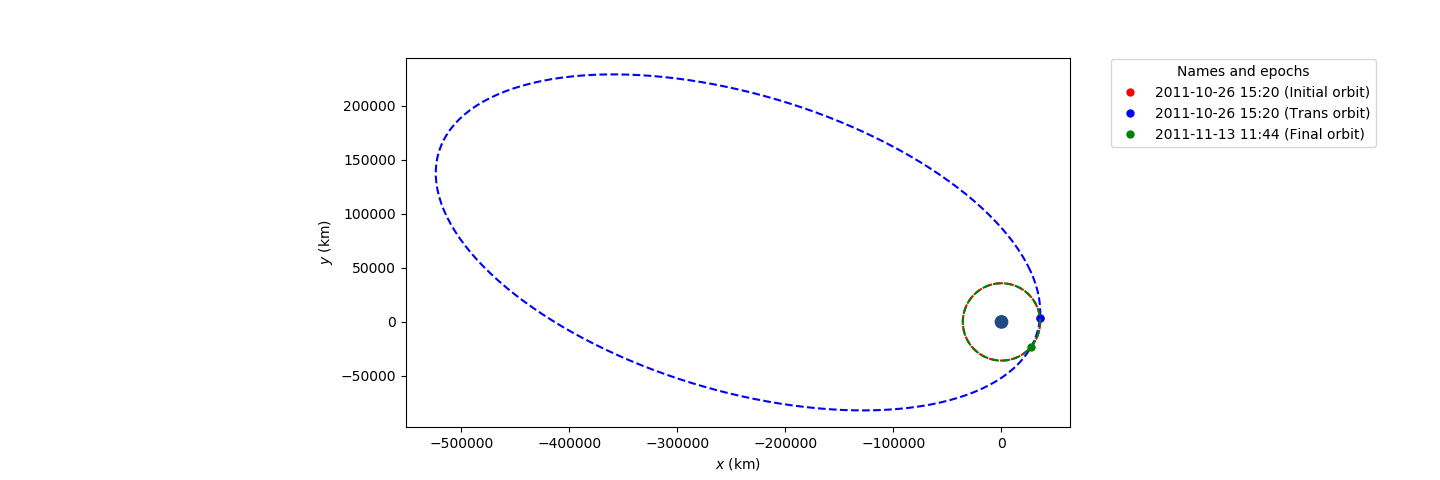 Names and epochs
2011-10-26 15:20 (Initial orbit)
2011-10-26 15:20 (Trans orbit)
2011-11-13 11:44 (Final orbit)
200000
150000
100000
50000
0
−50000
y (km)
−500000
−400000
−300000
−200000
−100000
0
x (km)